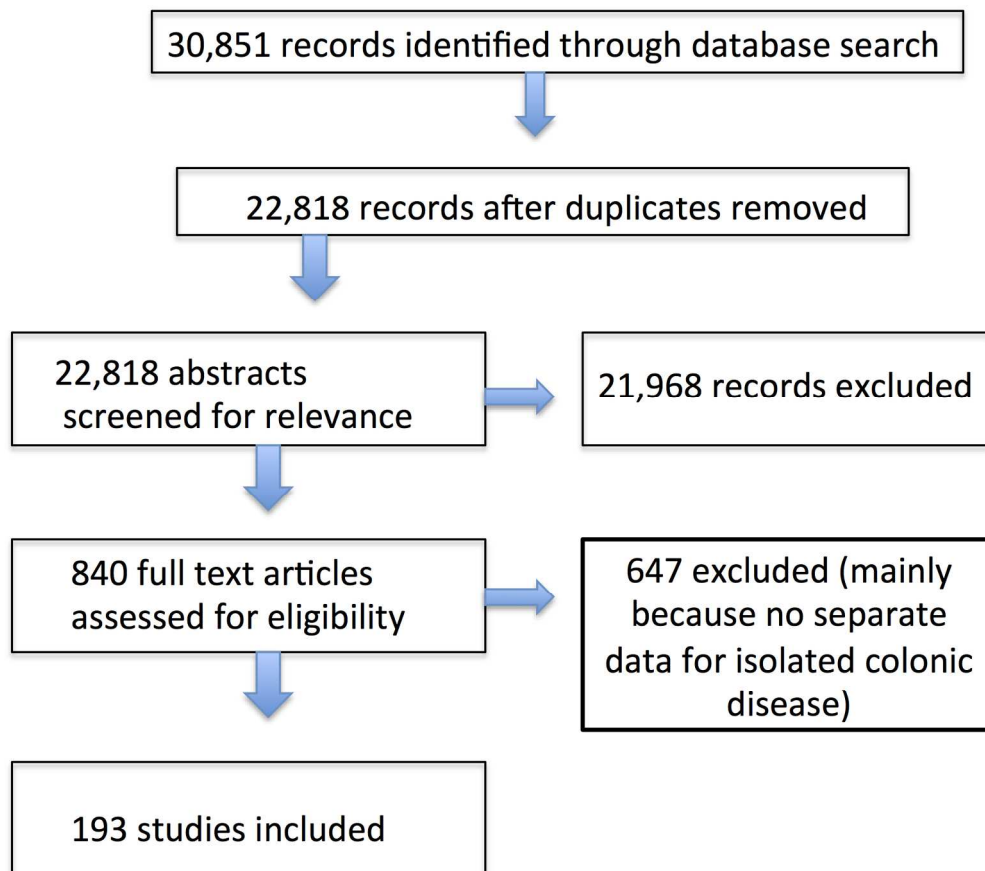 30,851 records identified through database search
22,818 records after duplicates removed
22,818 abstracts
screened for relevance
21,968 records excluded
840 full text articles
assessed for eligibility
647 excluded (mainly
because no separate
data for isolated colonic
disease)
193 studies included